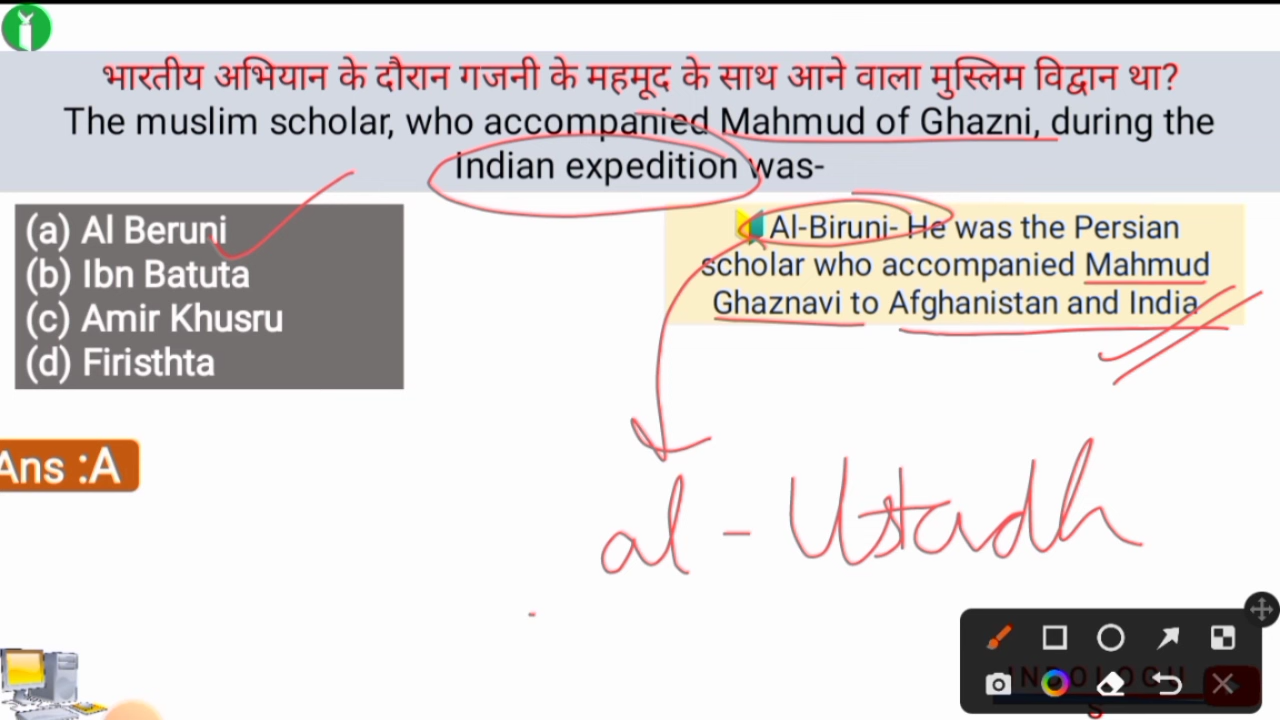 भारतीय अभियान के दौरान गजनी के महमूद के साथ आने वाला मुस्लिम विद्वान था?
The muslim scholar, who accompanied Mahmud of Ghazni, during the
Indian expedition was-
(a) Al Beruni
(b) Ibn Batuta
(c) Amir Khusru
(d) Firisthta
Al-Biruni- He was the Persian
scholar who accompanied Mahmud
Ghaznavi to Afghanistan and India
Ans :A
al - Ustadh
INDOLOGU
S